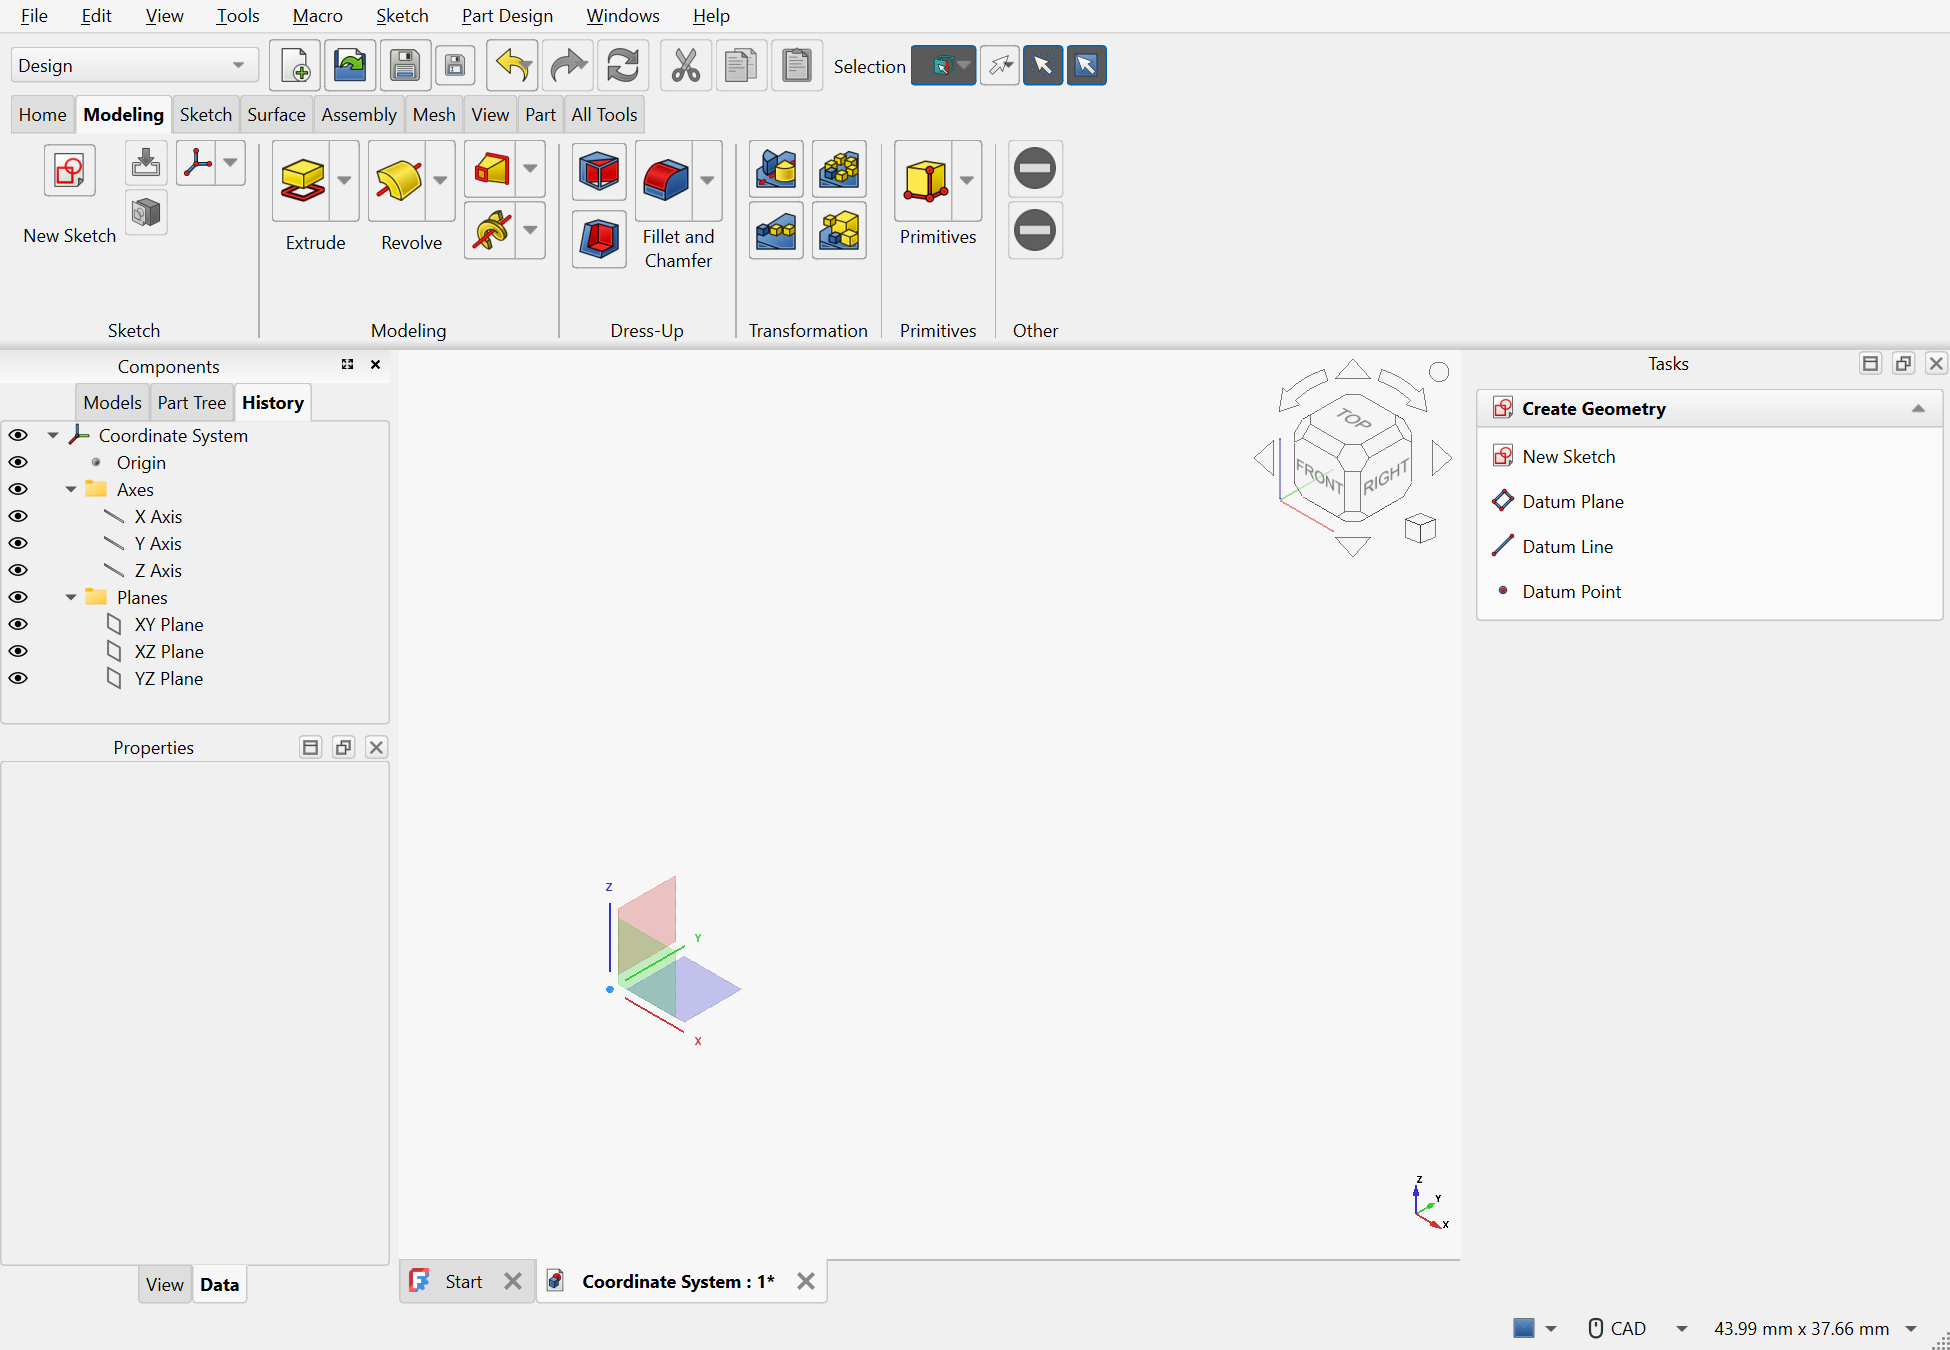 File Edit View Tools Macro Sketch Part Design Windows Help
Design
Selection
Home Modeling Sketch Surface Assembly Mesh View Part All Tools
New Sketch
Extrude
Revolve
Fillet and
Chamfer
Primitives
Sketch Modeling Dress-Up Transformation Primitives Other
Components
Models Part Tree History
Coordinate System
Origin
Axes
X Axis
Y Axis
Z Axis
Planes
XY Plane
XZ Plane
YZ Plane
Properties
View Data
TOP
FRONT
RIGHT
Z
Y
X
Z
Y
X
Start
Coordinate System : 1*
Tasks
Create Geometry
New Sketch
Datum Plane
Datum Line
Datum Point
CAD
43.99 mm x 37.66 mm